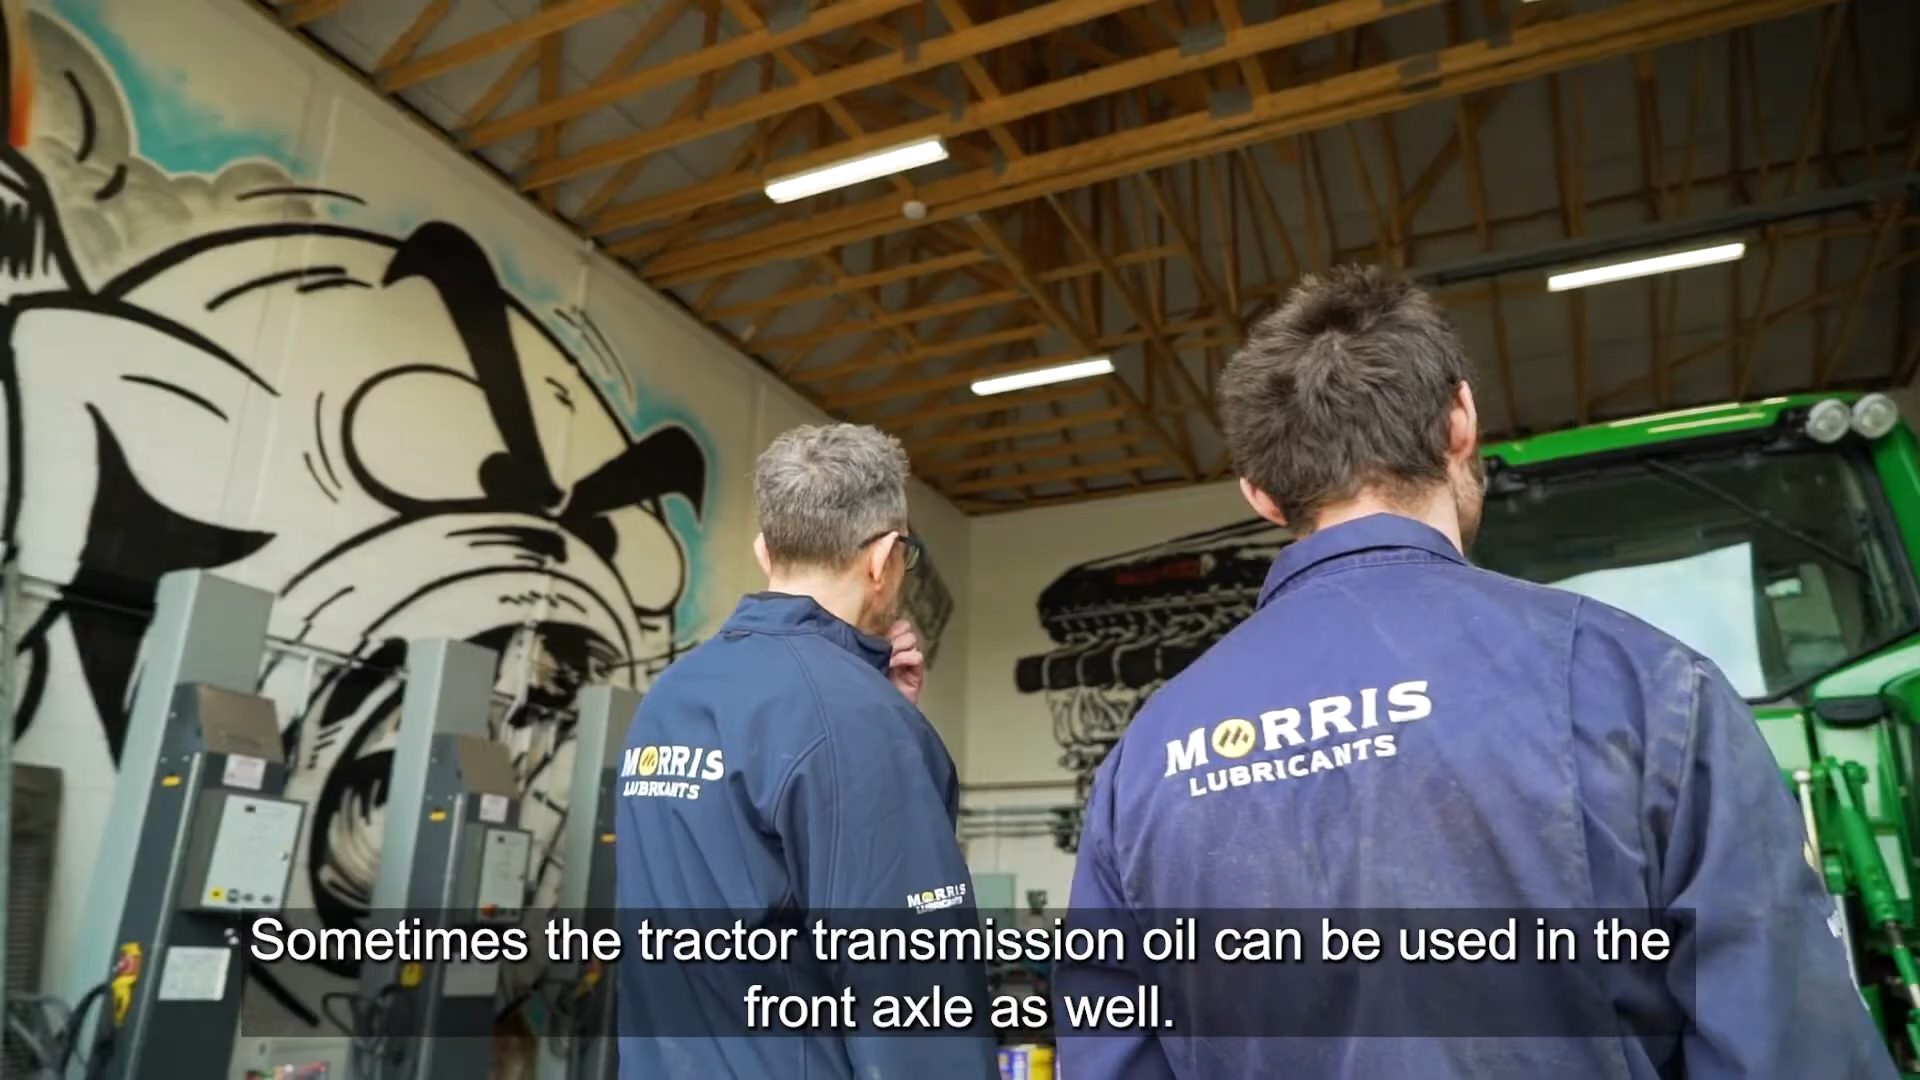 MORRIS
LUBRICANTS
MORRIS
LUBRICANTS
MORRIS
LUBRICANTS
Sometimes the tractor transmission oil can be used in the
front axle as well.